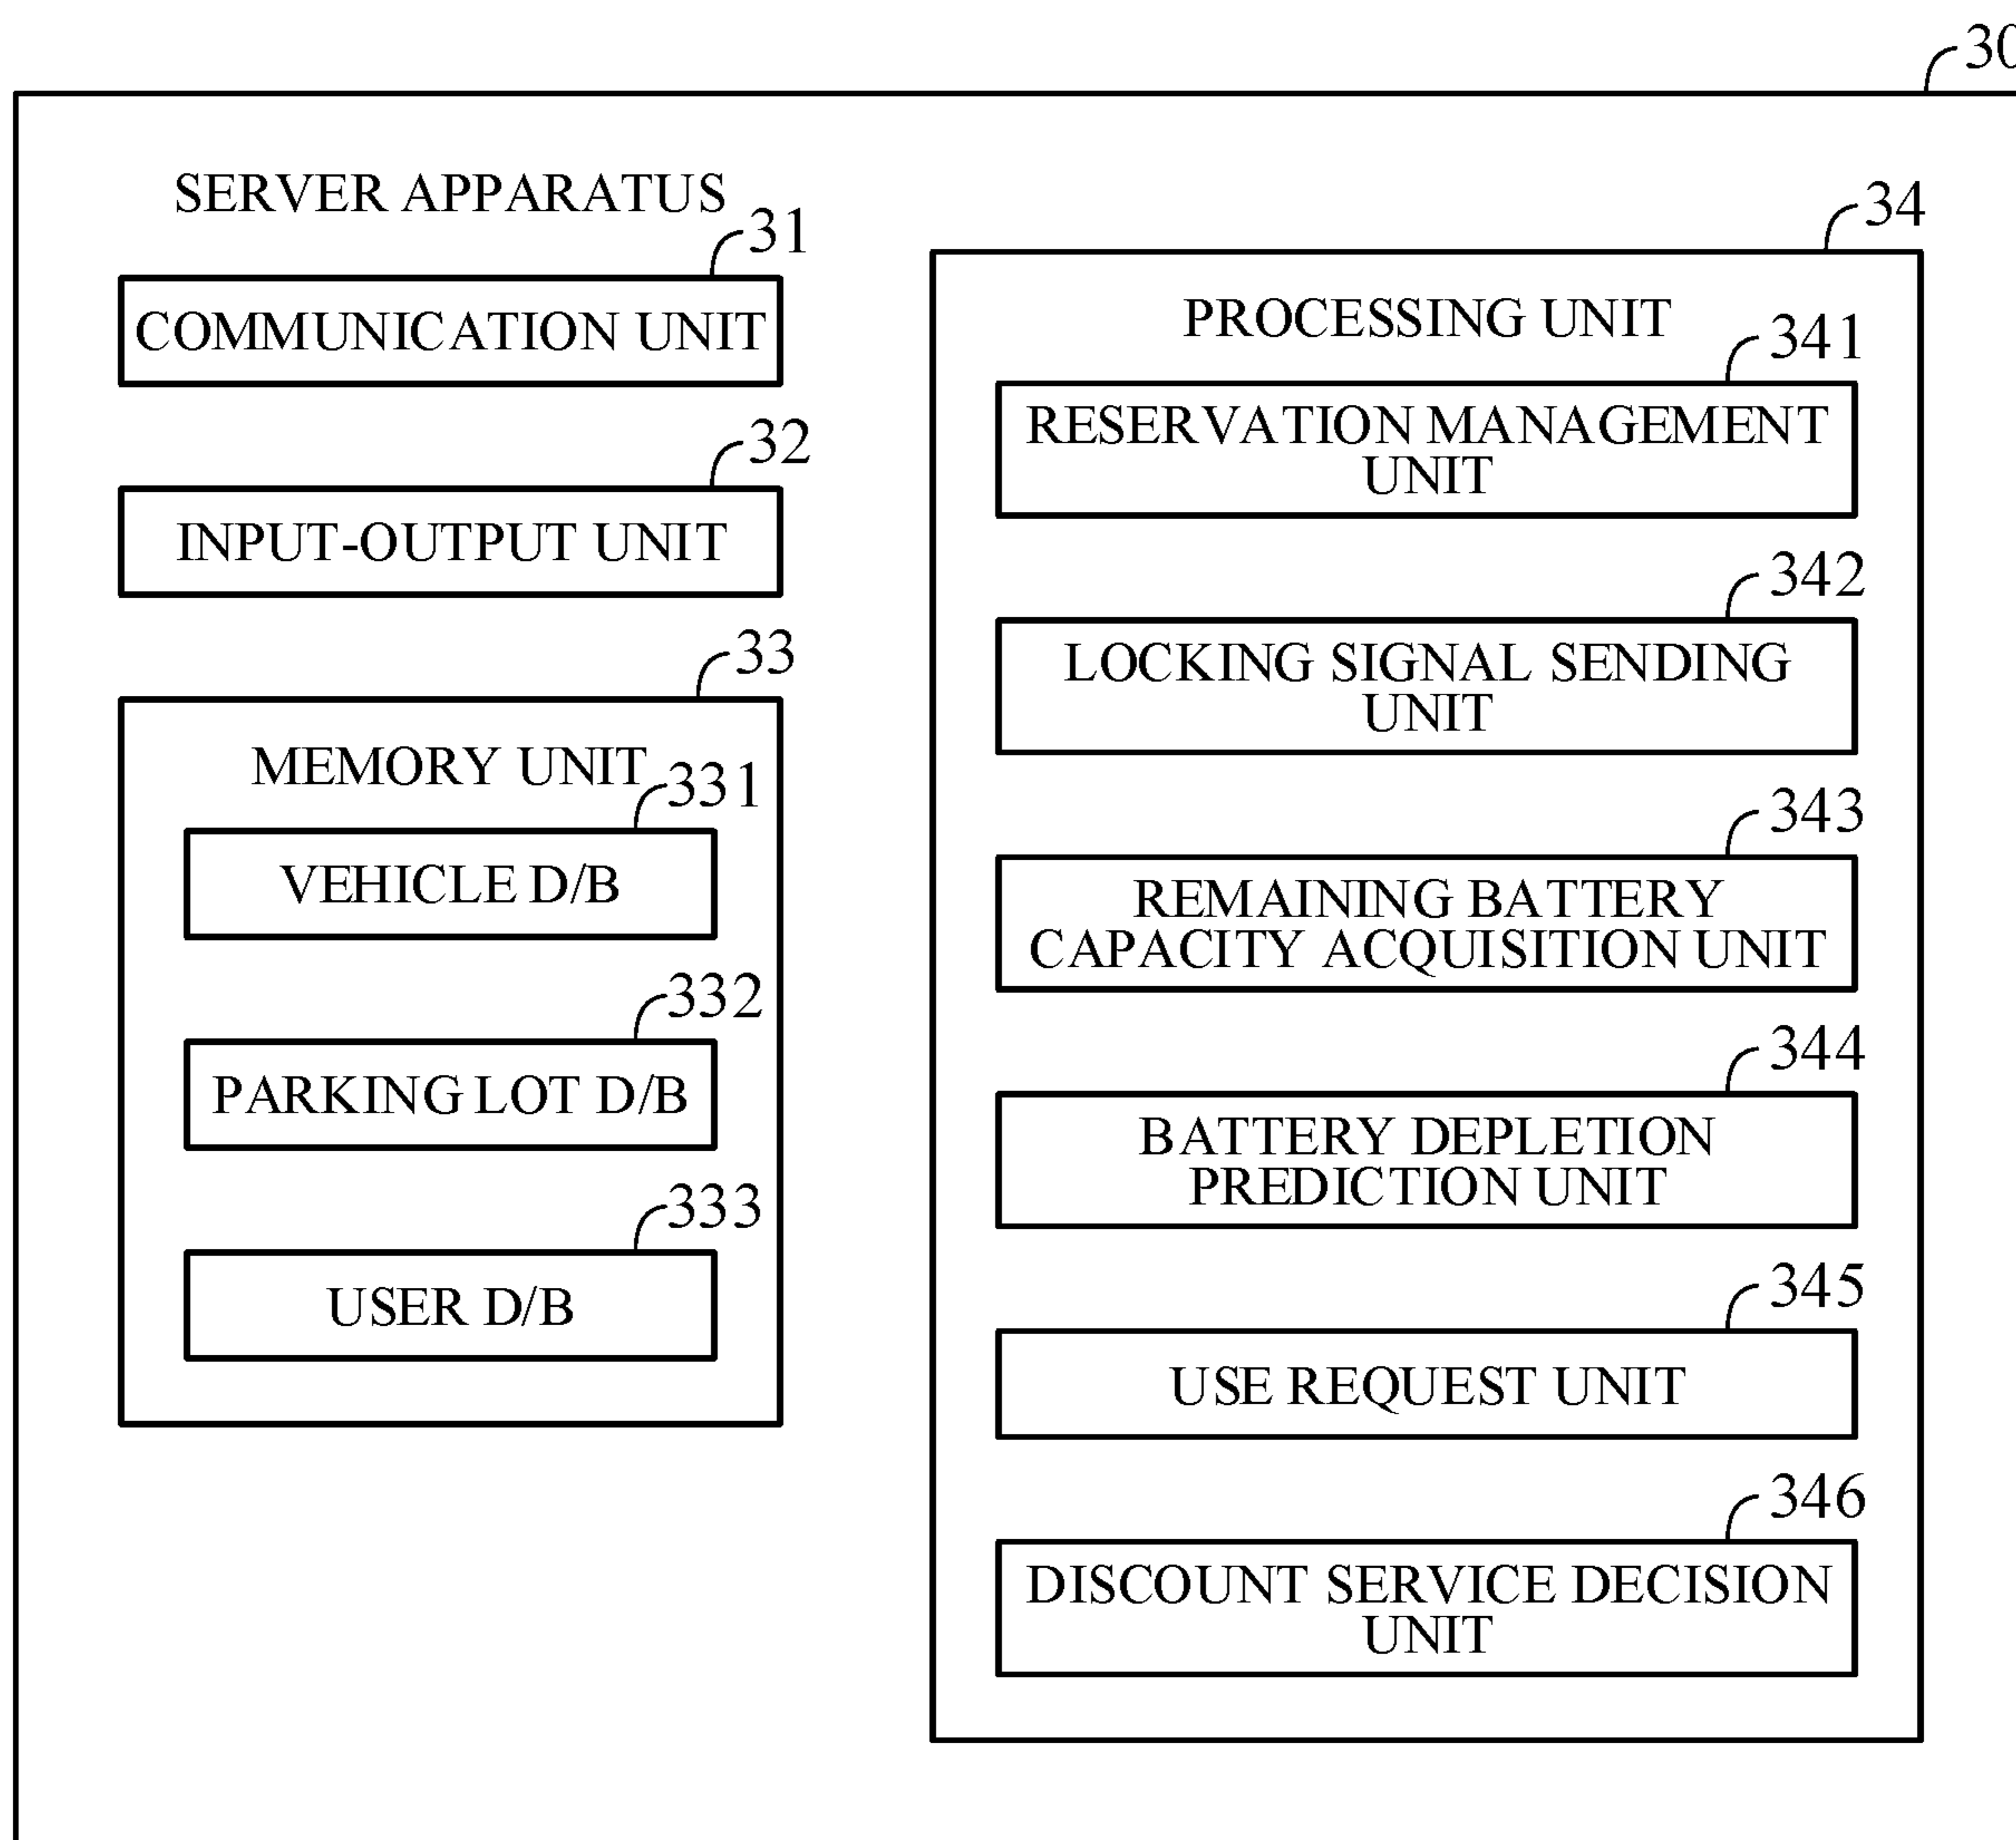 30
SERVER APPARATUS
31
COMMUNICATION UNIT
32
INPUT-OUTPUT UNIT
33
MEMORY UNIT
331
VEHICLE D/B
332
PARKING LOT D/B
333
USER D/B
34
PROCESSING UNIT
341
RESERVATION MANAGEMENT
UNIT
342
LOCKING SIGNAL SENDING
UNIT
343
REMAINING BATTERY
CAPACITY ACQUISITION UNIT
344
BATTERY DEPLETION
PREDICTION UNIT
345
USE REQUEST UNIT
346
DISCOUNT SERVICE DECISION
UNIT